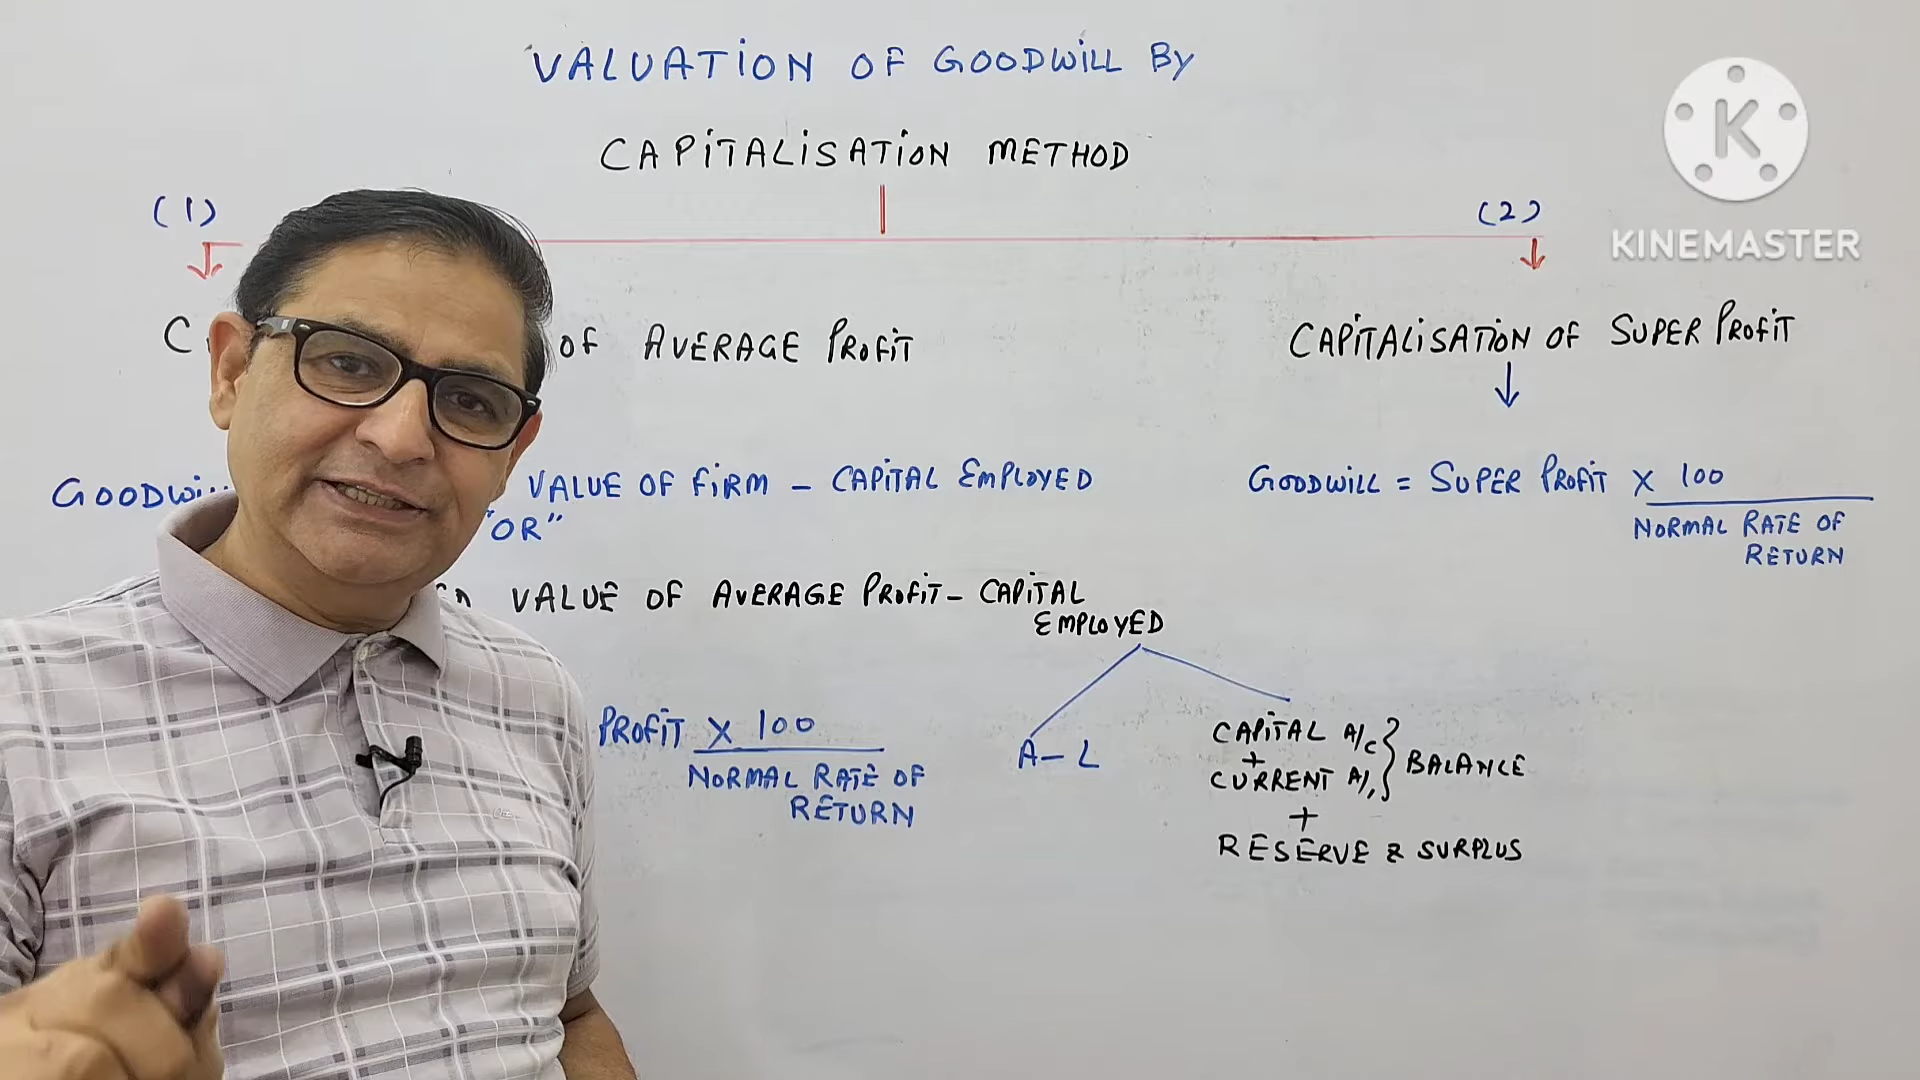 VALUATION OF GOODWILL BY
CAPITALISATION METHOD
(1)
(2)
K
KINEMASTER
OF AVERAGE PROFIT
CAPITALISATION OF SUPER PROFIT
VALUE OF FIRM - CAPITAL EMPLOYED
"OR"
VALUE OF AVERAGE PROFIT - CAPITAL
EMPLOYED
PROFIT X 100
NORMAL RATE OF
RETURN
A - L
CAPITAL A/C
+
CURRENT A/,
} BALANCE
+
RESERVE & SURPLUS
GOODWILL = SUPER PROFIT X 100
NORMAL RATE OF
RETURN